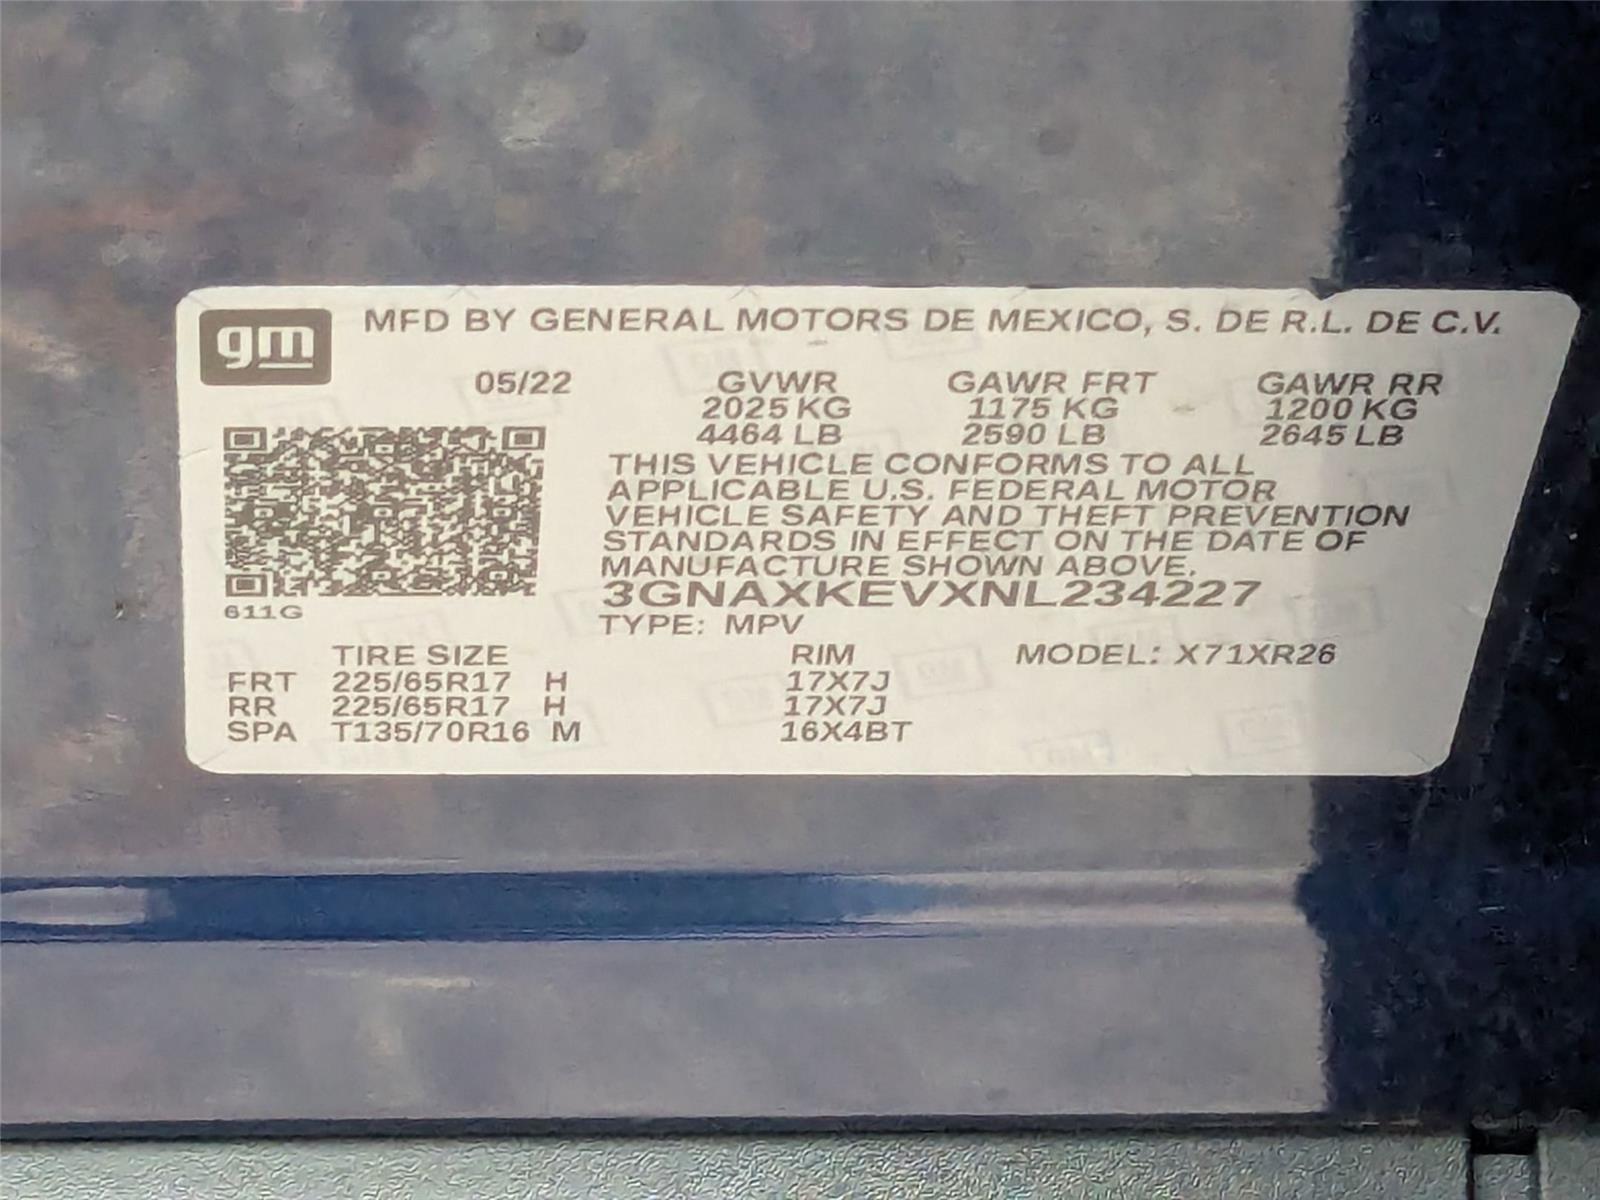 gm
MFD BY GENERAL MOTORS DE MEXICO, S. DE R.L. DE C.V.
05/22 GVWR GAWR FRT GAWR RR
2025 KG 1175 KG 1200 KG
4464 LB 2590 LB 2645 LB
THIS VEHICLE CONFORMS TO ALL
APPLICABLE U.S. FEDERAL MOTOR
VEHICLE SAFETY AND THEFT PREVENTION
STANDARDS IN EFFECT ON THE DATE OF
MANUFACTURE SHOWN ABOVE.
3GNAXKEVXNL234227
611G
TYPE: MPV
TIRE SIZE RIM MODEL: X71XR26
FRT 225/65R17 H 17X7J
RR 225/65R17 H 17X7J
SPA T135/70R16 M 16X4BT